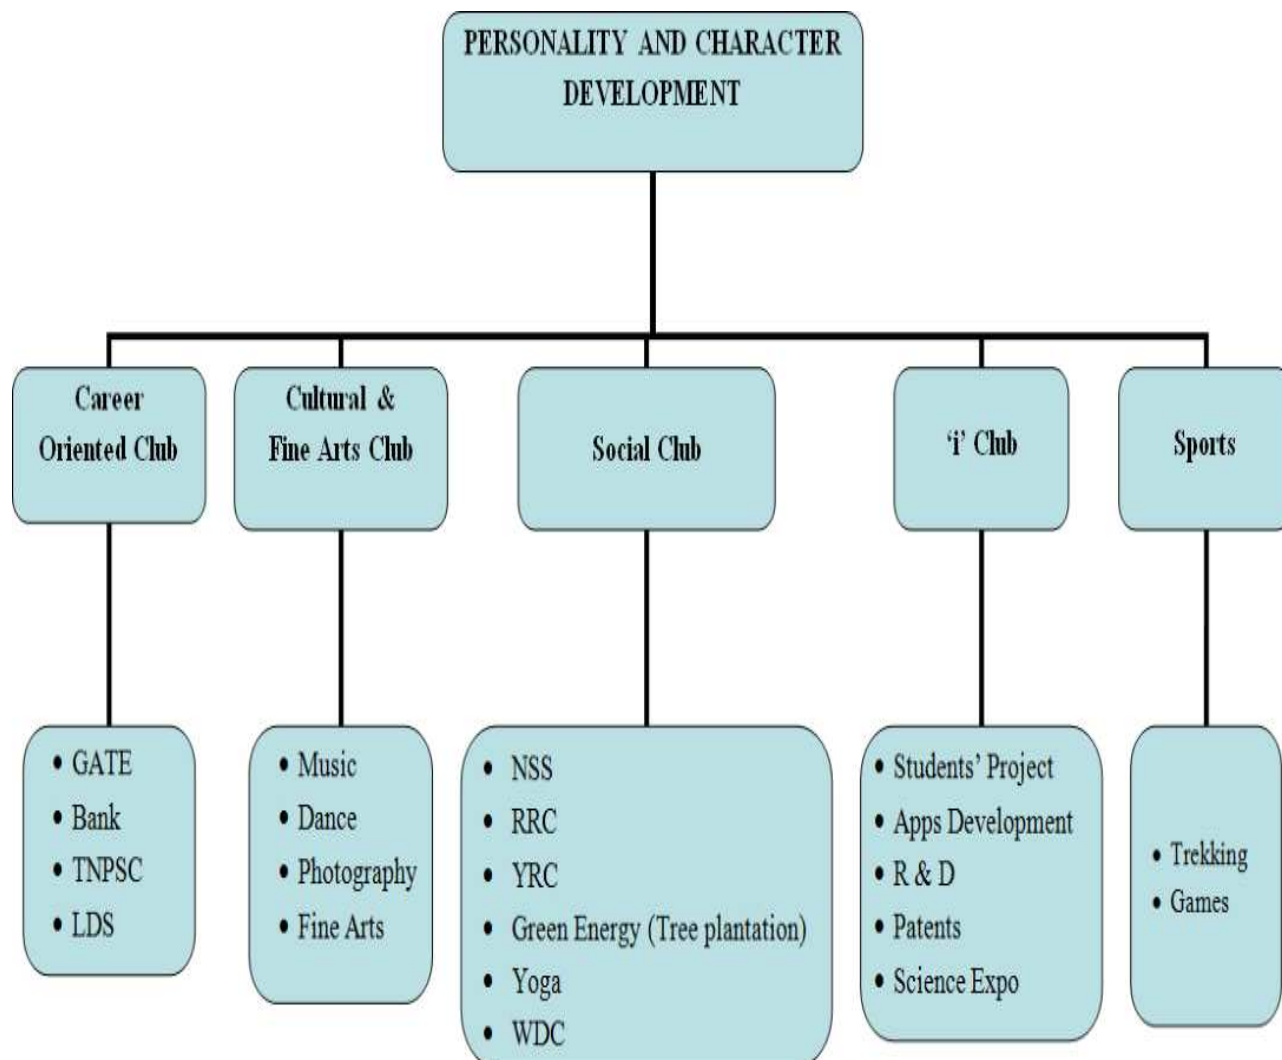 PERSONALITY AND CHARACTER
DEVELOPMENT
Career
Oriented Club
Cultural &
Fine Arts Club
Social Club
‘i’ Club
Sports
• GATE
• Bank
• TNPSC
• LDS
• Music
• Dance
• Photography
• Fine Arts
• NSS
• RRC
• YRC
• Green Energy (Tree plantation)
• Yoga
• WDC
• Students’ Project
• Apps Development
• R & D
• Patents
• Science Expo
• Trekking
• Games